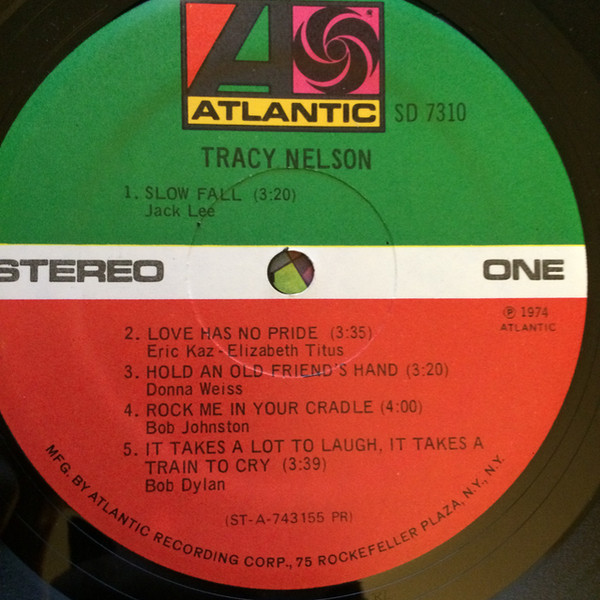 ATLANTIC
SD 7310
TRACY NELSON
1. SLOW FALL (3:20)
Jack Lee
STEREO
ONE
℗ 1974
ATLANTIC
2. LOVE HAS NO PRIDE (3:35)
Eric Kaz - Elizabeth Titus
3. HOLD AN OLD FRIEND'S HAND (3:20)
Donna Weiss
4. ROCK ME IN YOUR CRADLE (4:00)
Bob Johnston
5. IT TAKES A LOT TO LAUGH, IT TAKES A
TRAIN TO CRY (3:39)
Bob Dylan
(ST-A-743155 PR)
MFG. BY ATLANTIC RECORDING CORP., 75 ROCKEFELLER PLAZA, N.Y., N.Y.